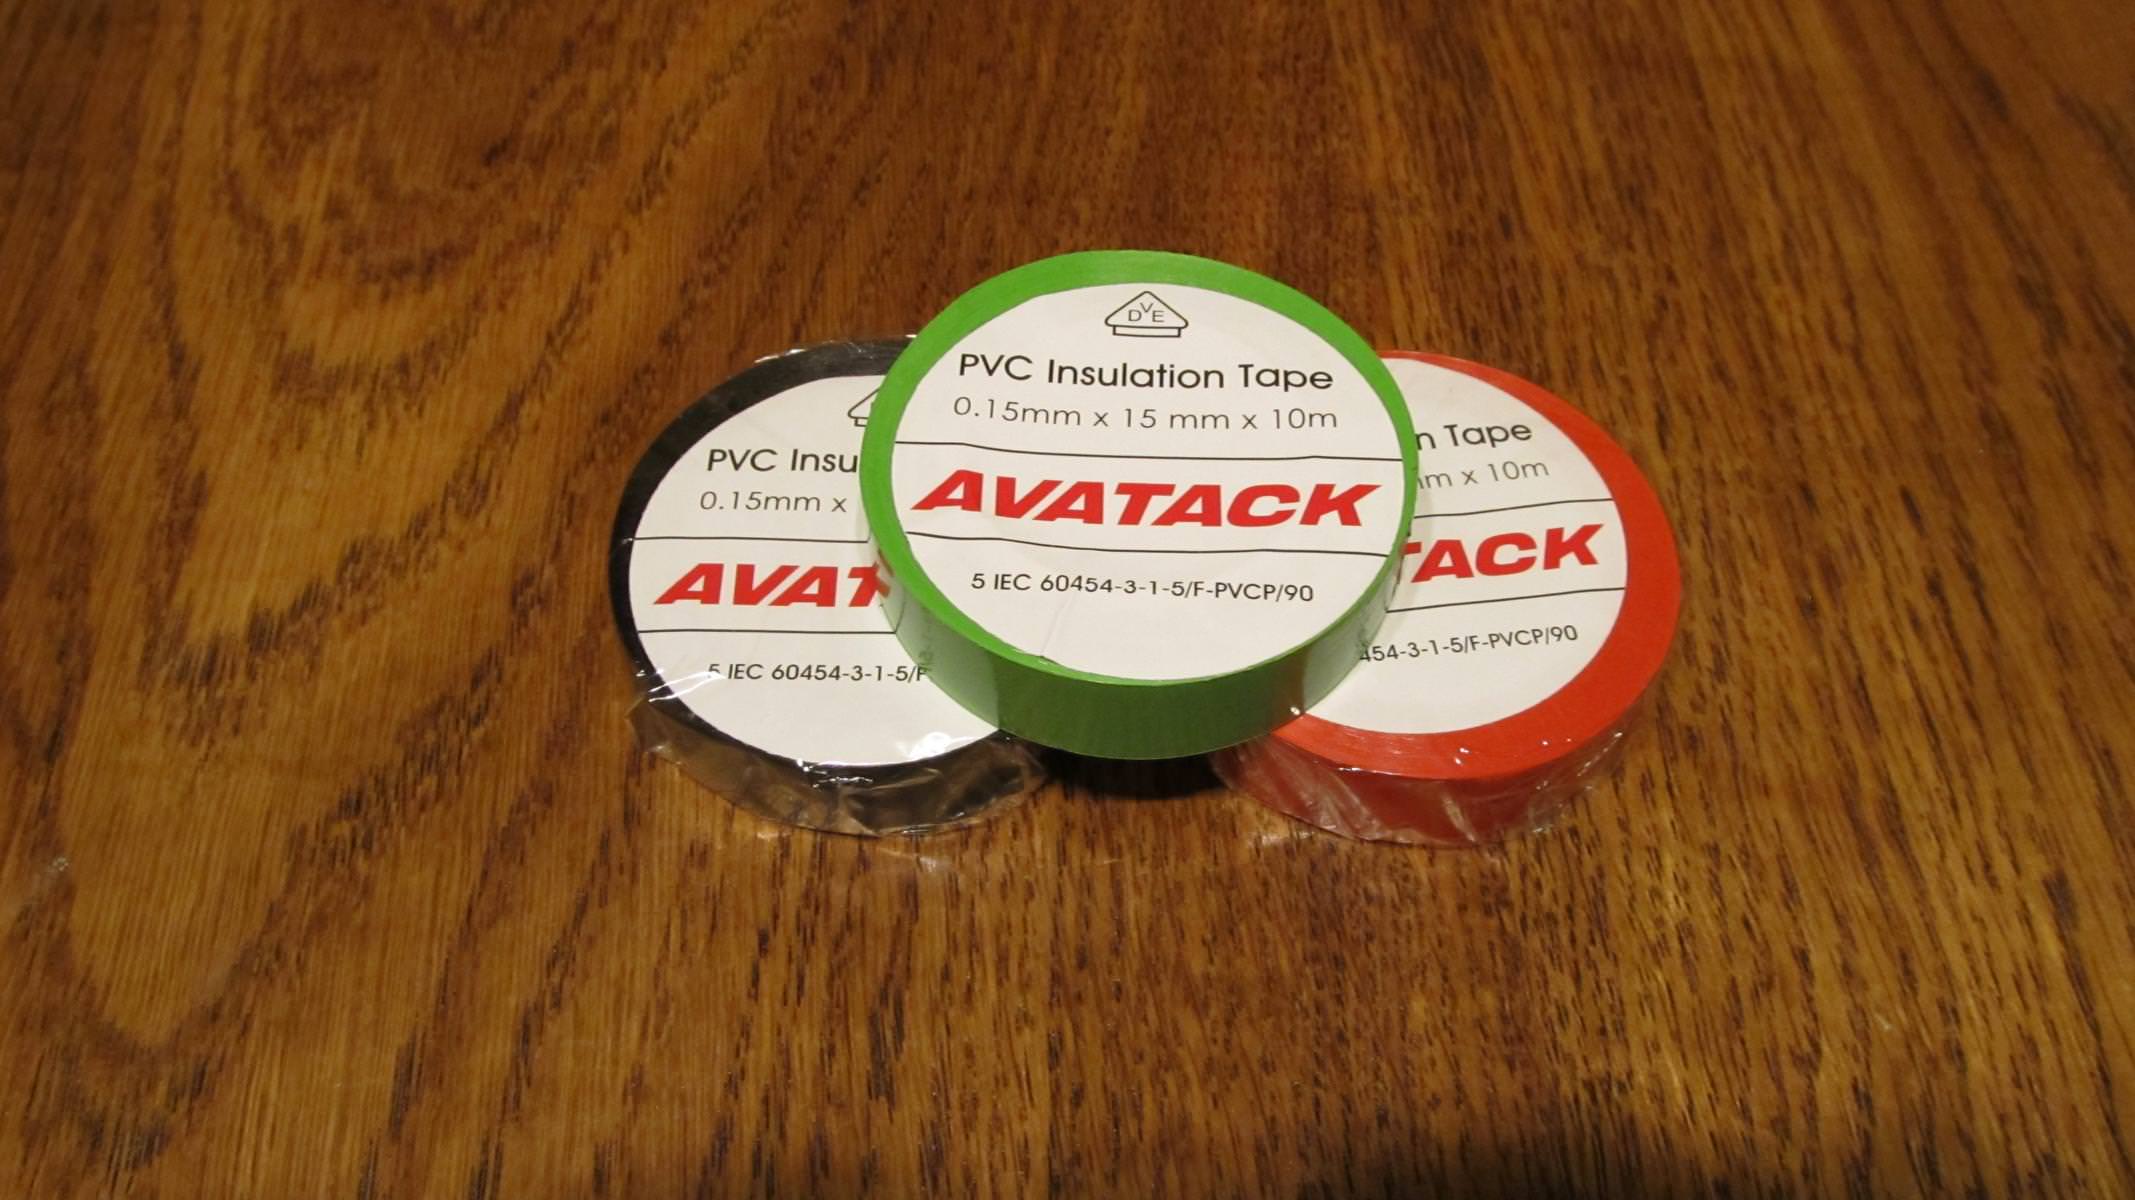 DVE
PVC Insulation Tape
0.15mm x 15 mm x 10m
AVATACK
5 IEC 60454-3-1-5/F-PVCP/90
PVC Insu
0.15mm x
AVAT
5 IEC 60454-3-1-5/F
n Tape
m x 10m
TACK
454-3-1-5/F-PVCP/90